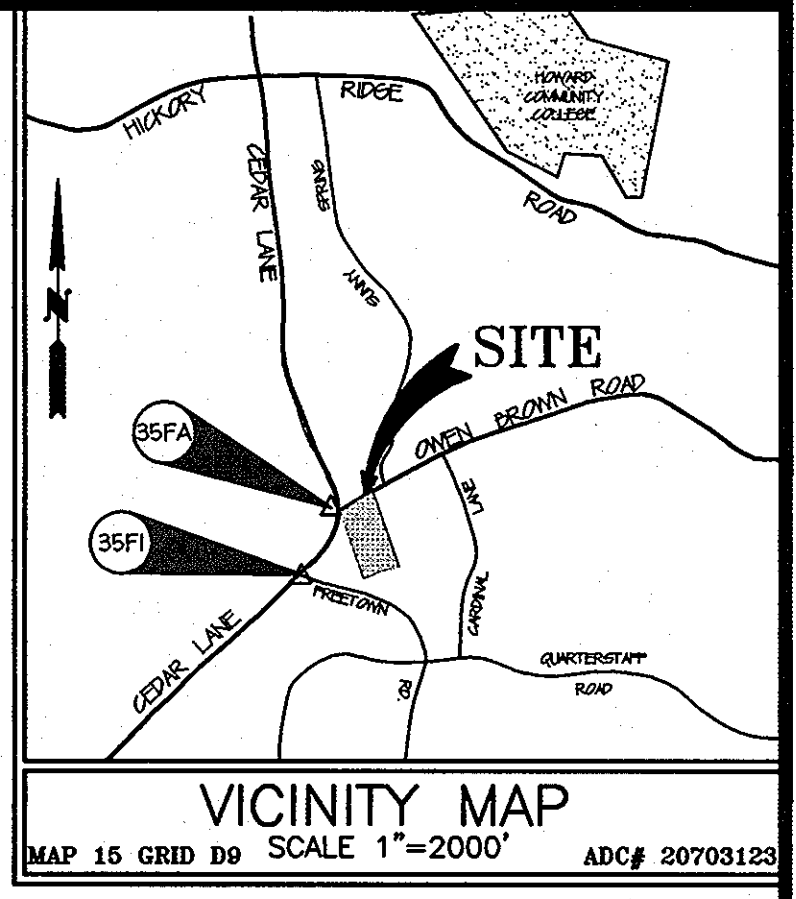 HOWARD
COMMUNITY
COLLEGE
HICKORY
RIDGE
ROAD
CEDAR LANE
SPRING
SUNNY
N
SITE
OWEN BROWN ROAD
35FA
35F1
LANE
CARDINAL
FREETOWN
RD.
CEDAR LANE
QUARTERSTAFF
ROAD
VICINITY MAP
SCALE 1"=2000'
MAP 15 GRID D9
ADC# 20703123